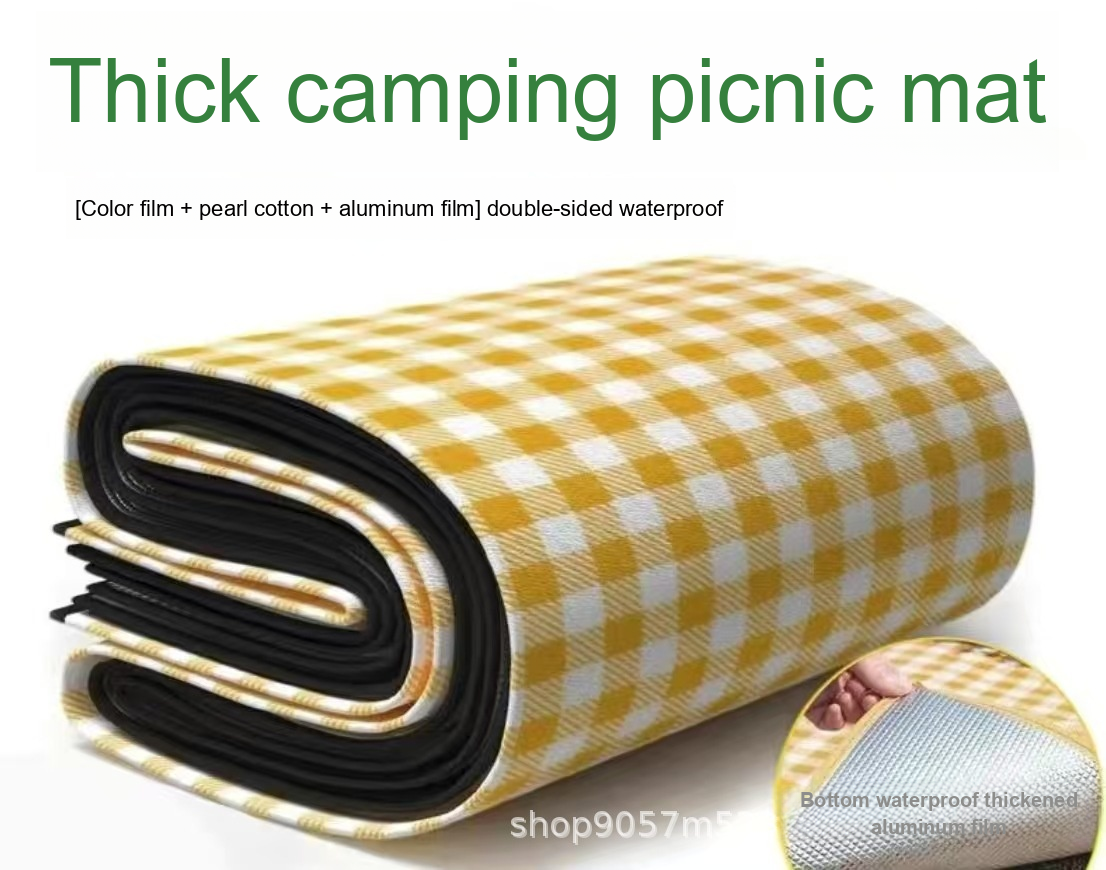 Thick camping picnic mat
[Color film + pearl cotton + aluminum film] double-sided waterproof
Bottom waterproof thickened
aluminum film